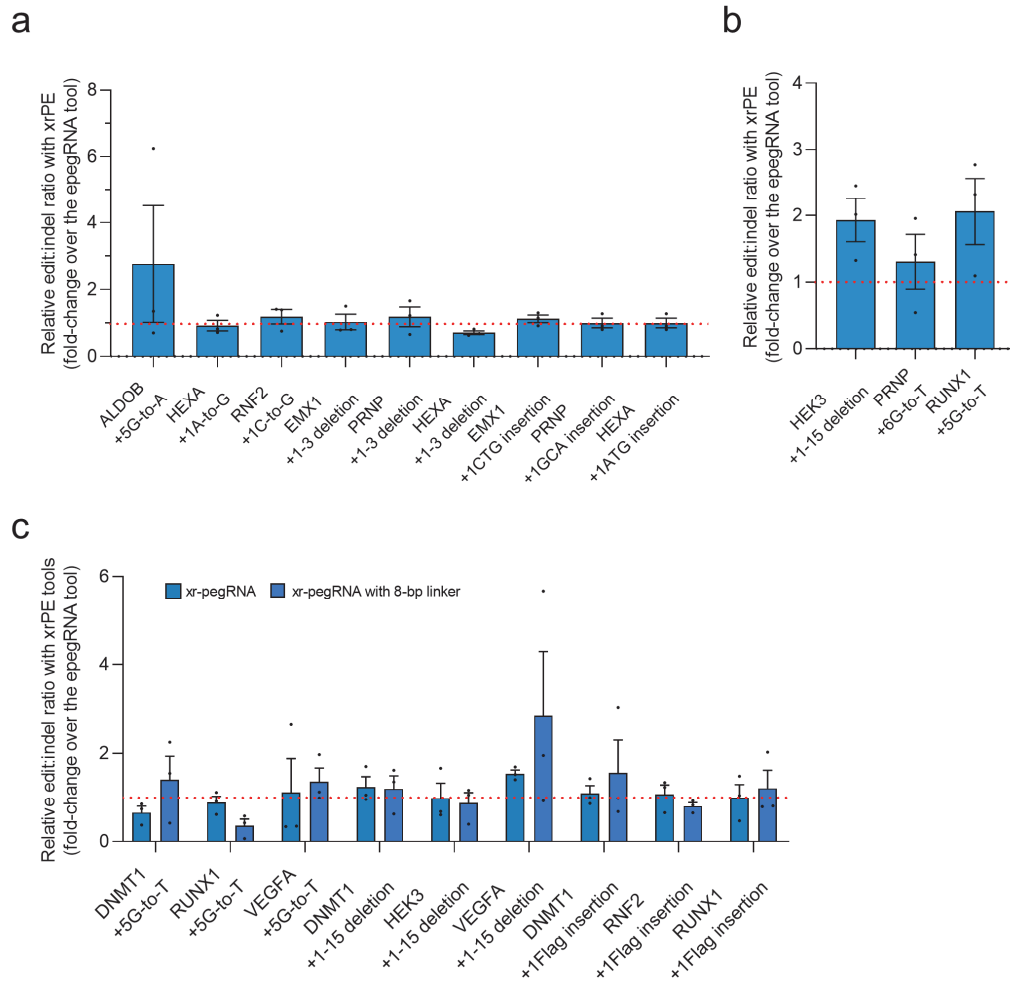 a
Relative edit:indel ratio with xrPE
(fold-change over the epegRNA tool)
8
6
4
2
0
ALDOB
+5G-to-A
HEXA
+1A-to-G
RNF2
+1C-to-G
EMX1
+1-3 deletion
PRNP
+1-3 deletion
HEXA
+1-3 deletion
EMX1
+1CTG insertion
PRNP
+1GCA insertion
HEXA
+1ATG insertion
b
Relative edit:indel ratio with xrPE
(fold-change over the epegRNA tool)
4
3
2
1
0
HEK3
+1-15 deletion
PRNP
+6G-to-T
RUNX1
+5G-to-T
c
Relative edit:indel ratio with xrPE tools
(fold-change over the epegRNA tool)
6
4
2
0
xr-pegRNA
xr-pegRNA with 8-bp linker
DNMT1
+5G-to-T
RUNX1
+5G-to-T
VEGFA
+5G-to-T
DNMT1
+1-15 deletion
HEK3
+1-15 deletion
VEGFA
+1-15 deletion
DNMT1
+1Flag insertion
RNF2
+1Flag insertion
RUNX1
+1Flag insertion